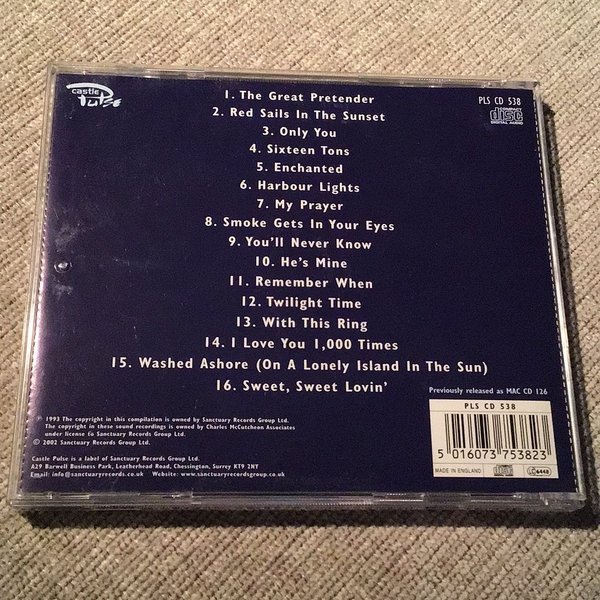 castle
Pulse
PLS CD 538
COMPACT
disc
DIGITAL AUDIO
1. The Great Pretender
2. Red Sails In The Sunset
3. Only You
4. Sixteen Tons
5. Enchanted
6. Harbour Lights
7. My Prayer
8. Smoke Gets In Your Eyes
9. You'll Never Know
10. He's Mine
11. Remember When
12. Twilight Time
13. With This Ring
14. I Love You 1,000 Times
15. Washed Ashore (On A Lonely Island In The Sun)
16. Sweet, Sweet Lovin'
Previously released as MAC CD 126
PLS CD 538
5 016073 753823
MADE IN ENGLAND
disc
6448
℗ 1993 The copyright in this compilation is owned by Sanctuary Records Group Ltd.
The copyright in these sound recordings is owned by Charles McCutcheon Associates
under license to Sanctuary Records Group Ltd.
© 2002 Sanctuary Records Group Ltd.
Castle Pulse is a label of Sanctuary Records Group Ltd.
A29 Barwell Business Park, Leatherhead Road, Chessington, Surrey KT9 2NY
Email: info@sanctuaryrecords.co.uk Website: www.sanctuaryrecordsgroup.co.uk